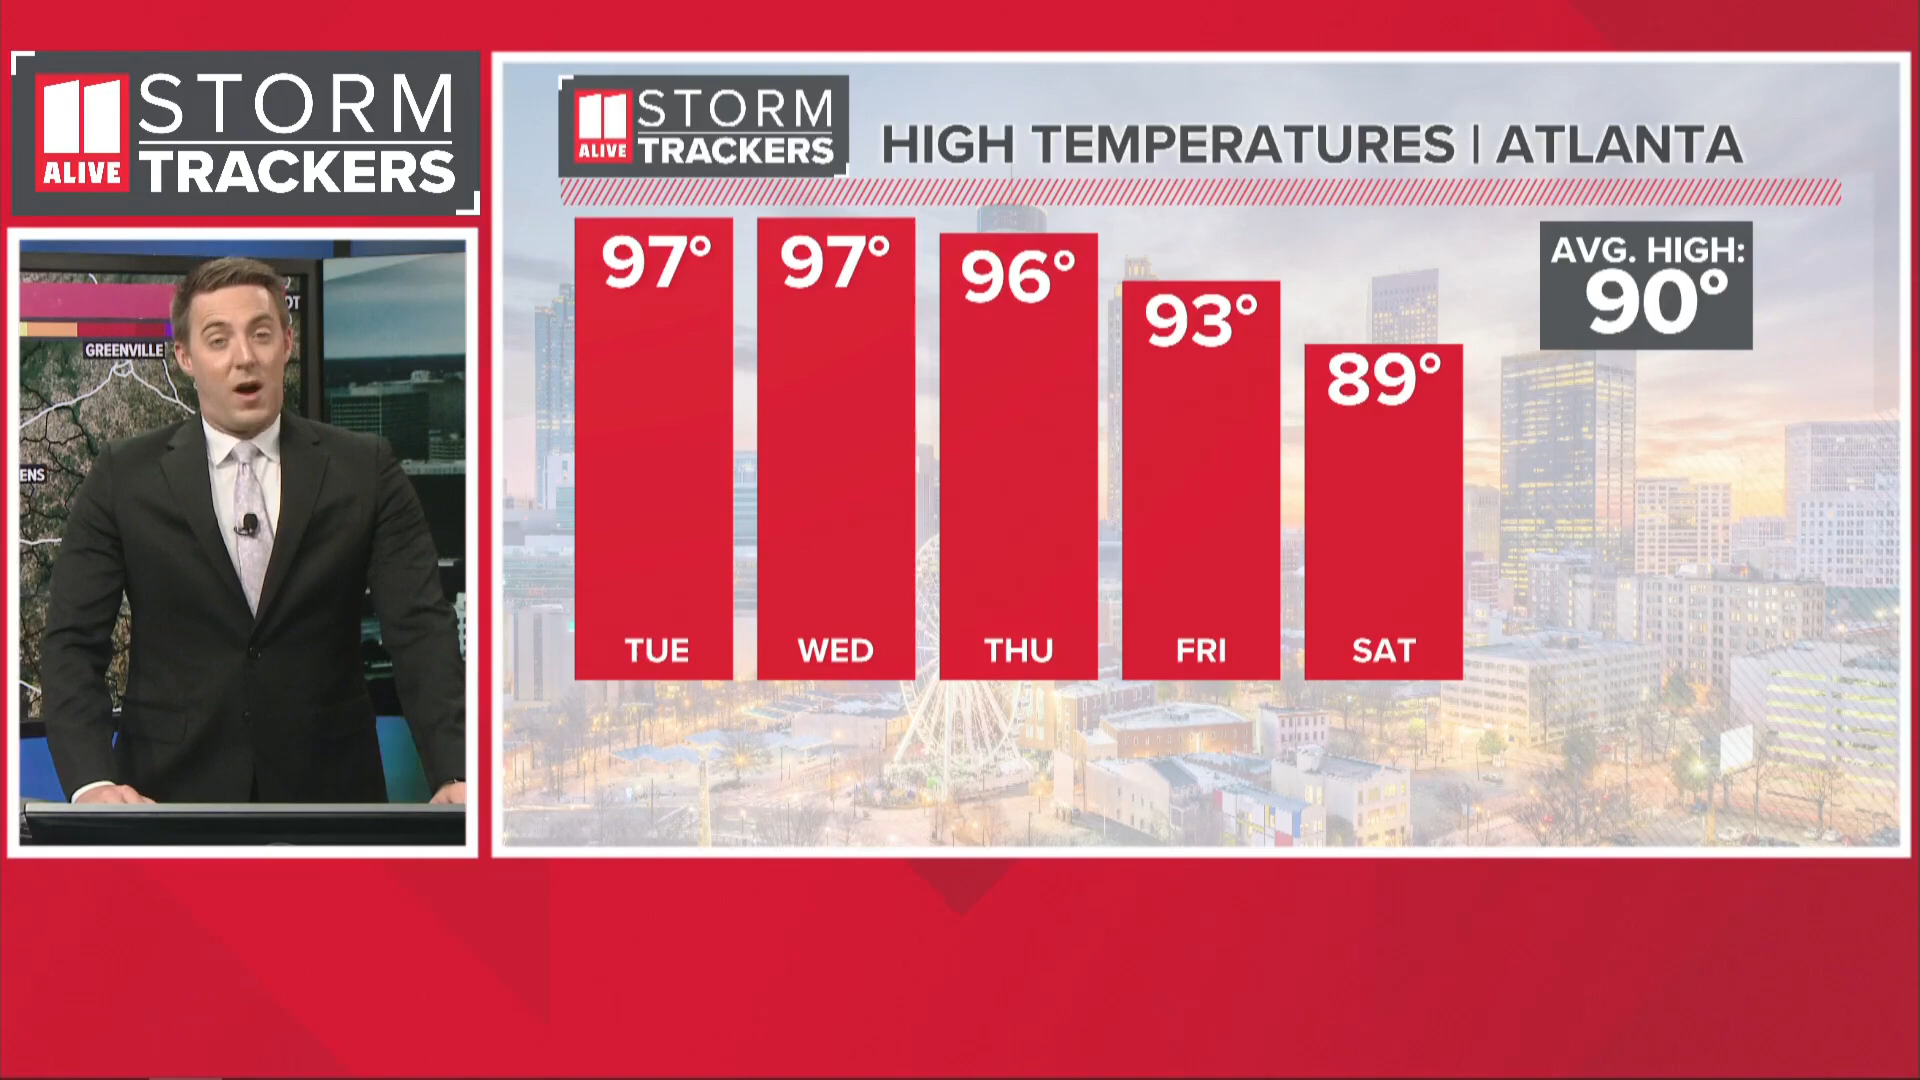 11 ALIVE
STORM
TRACKERS
GREENVILLE
ENS
OT
11 ALIVE
STORM
TRACKERS
HIGH TEMPERATURES | ATLANTA
97° 97° 96° 93° 89°
AVG. HIGH:
90°
TUE WED THU FRI SAT